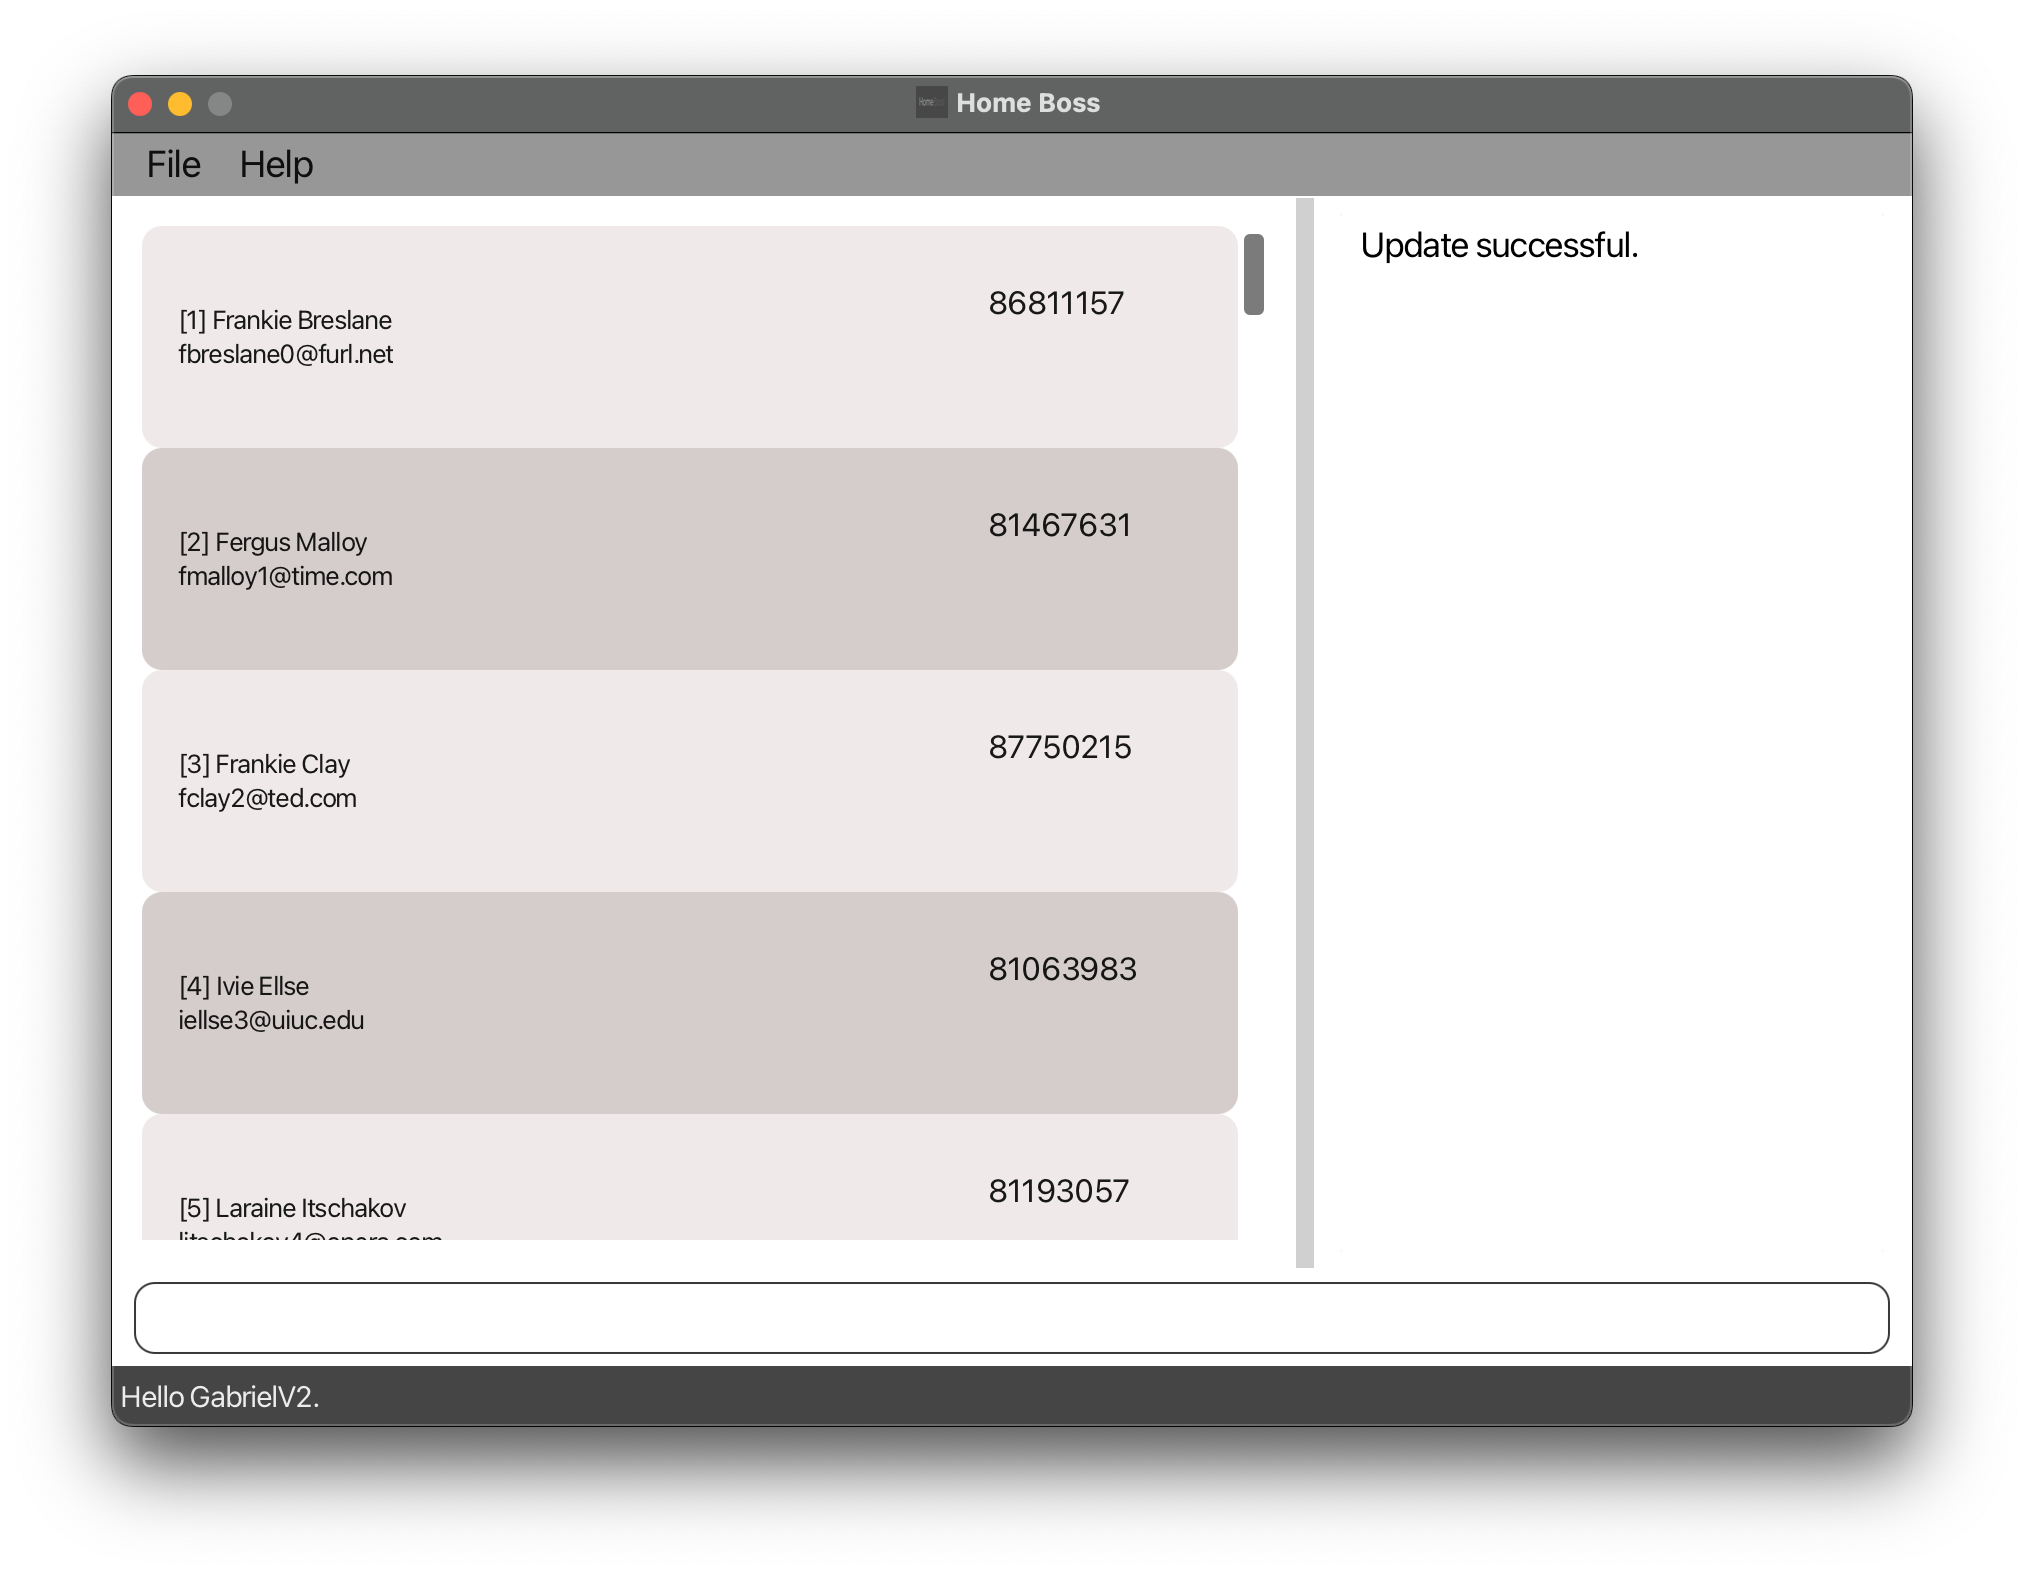 Home Boss
File Help
Update successful.
[1] Frankie Breslane
fbreslane0@furl.net
86811157
[2] Fergus Malloy
fmalloy1@time.com
81467631
[3] Frankie Clay
fclay2@ted.com
87750215
[4] Ivie Ellse
iellse3@uiuc.edu
81063983
[5] Laraine Itschakov
81193057
Hello GabrielV2.